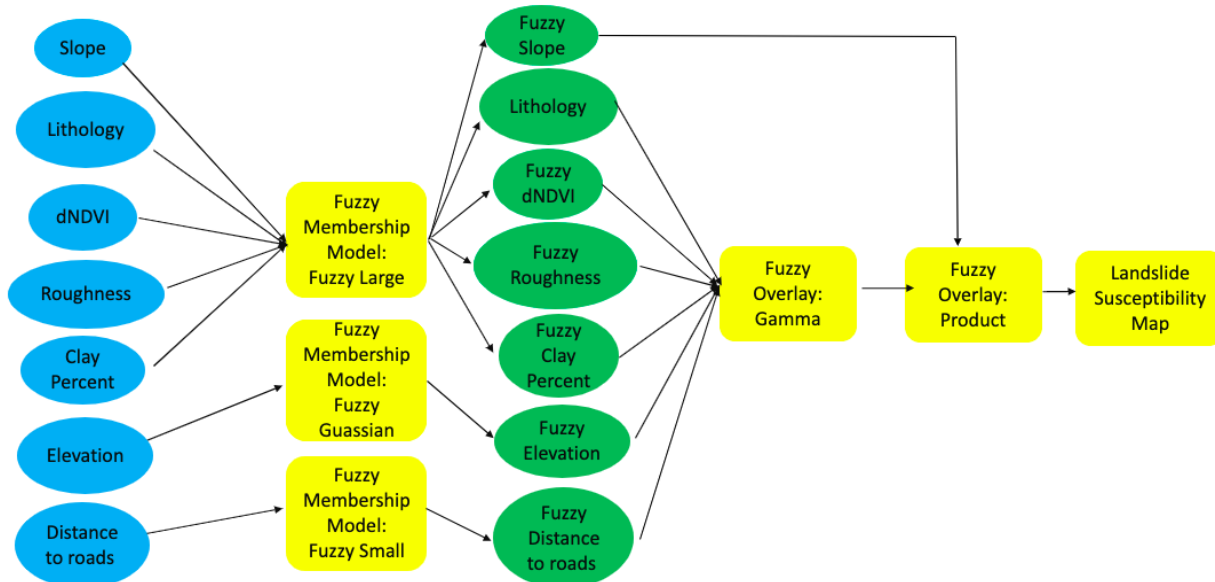 Slope
Lithology
dNDVI
Roughness
Clay
Percent
Elevation
Distance
to roads
Fuzzy
Membership
Model:
Fuzzy Large
Fuzzy
Membership
Model:
Fuzzy
Guassian
Fuzzy
Membership
Model:
Fuzzy Small
Fuzzy
Slope
Lithology
Fuzzy
dNDVI
Fuzzy
Roughness
Fuzzy
Clay
Percent
Fuzzy
Elevation
Fuzzy
Distance
to roads
Fuzzy
Overlay:
Gamma
Fuzzy
Overlay:
Product
Landslide
Susceptibility
Map